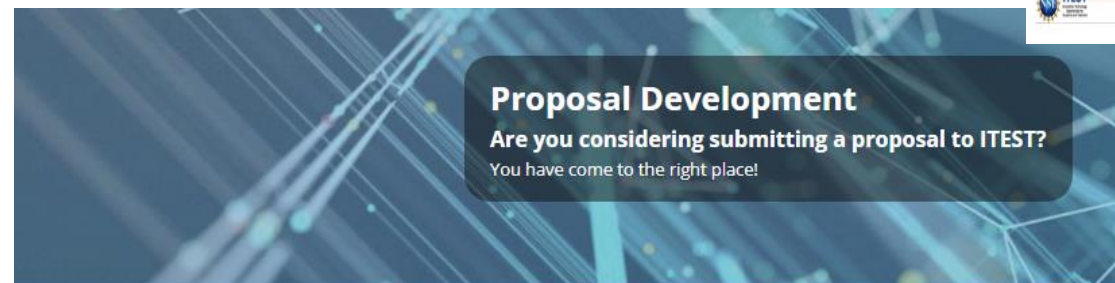 Proposal Development
Are you considering submitting a proposal to ITEST?
You have come to the right place!